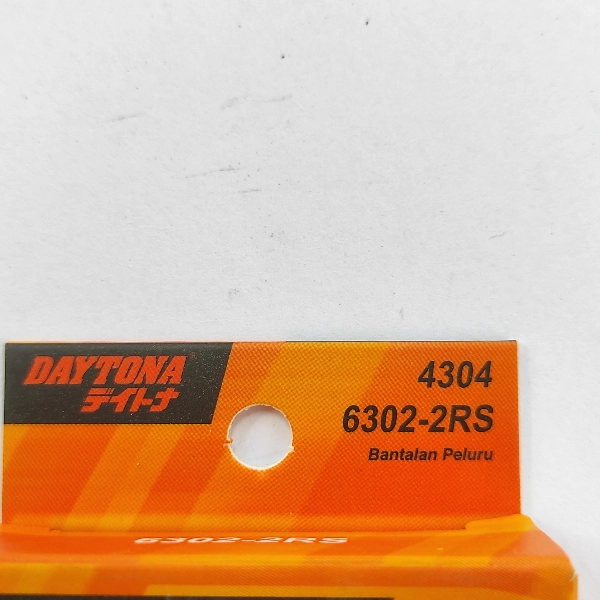 DAYTONA
デイトナ
4304
6302-2RS
Bantalan Peluru
6302-2RS